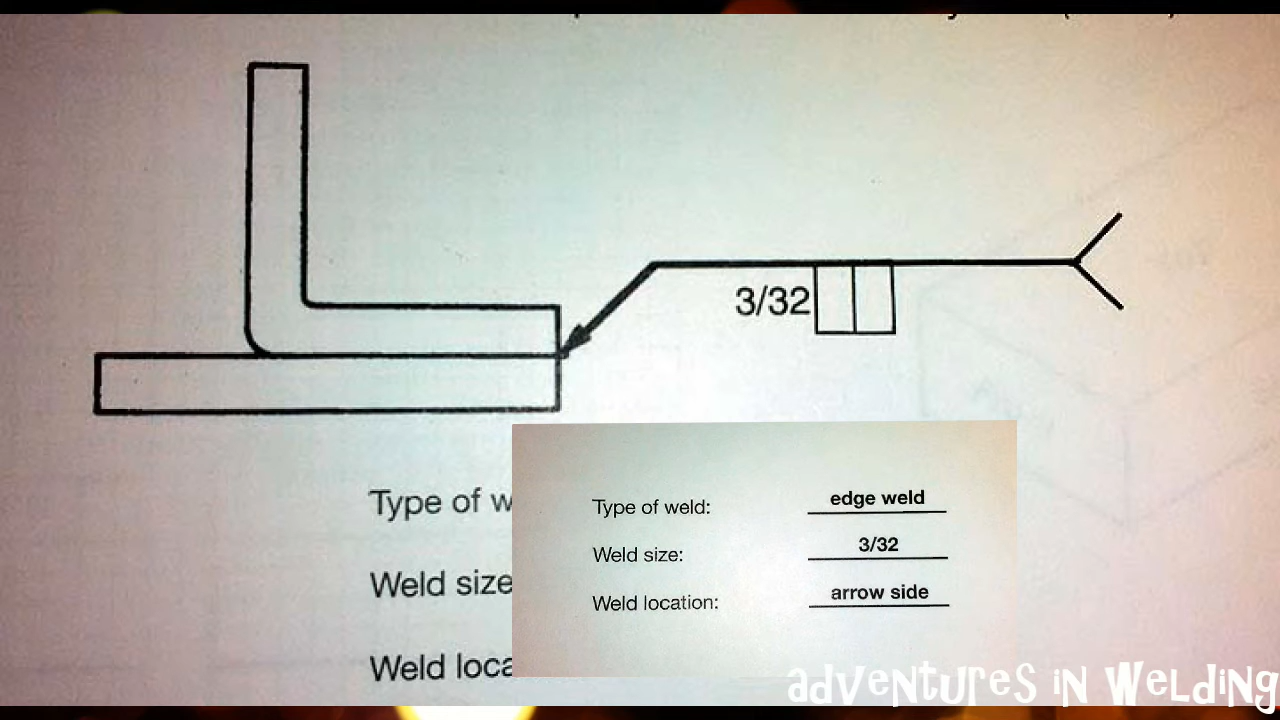 3/32
Type of w
Weld size
Weld loca
Type of weld: edge weld
Weld size: 3/32
Weld location: arrow side
adventures in Welding